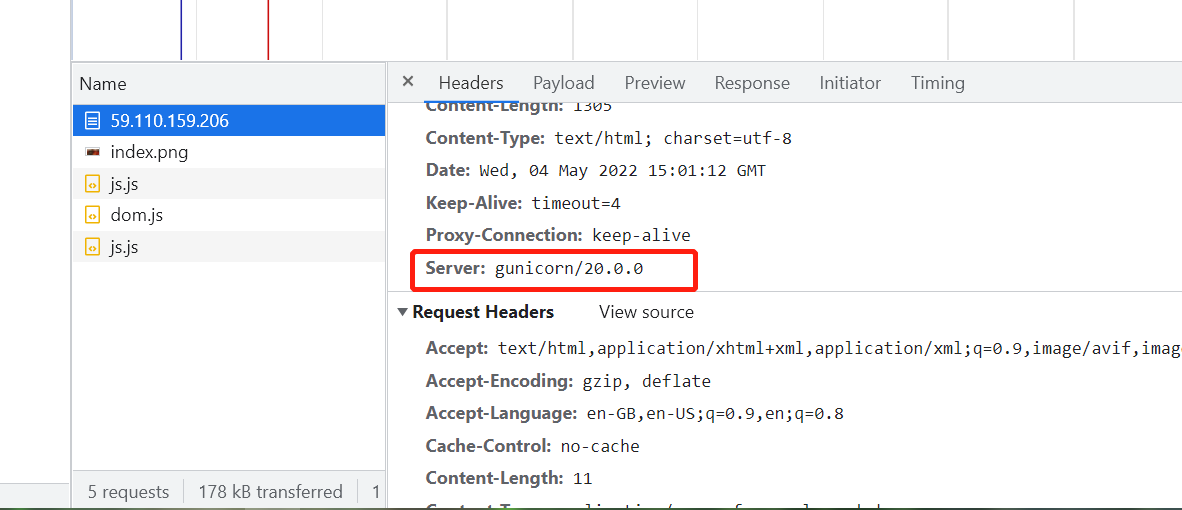 Name
59.110.159.206
index.png
js.js
dom.js
js.js
5 requests 178 kB transferred 1
× Headers Payload Preview Response Initiator Timing
Content-Length: 1305
Content-Type: text/html; charset=utf-8
Date: Wed, 04 May 2022 15:01:12 GMT
Keep-Alive: timeout=4
Proxy-Connection: keep-alive
Server: gunicorn/20.0.0
Request Headers View source
Accept: text/html,application/xhtml+xml,application/xml;q=0.9,image/avif,imag
Accept-Encoding: gzip, deflate
Accept-Language: en-GB,en-US;q=0.9,en;q=0.8
Cache-Control: no-cache
Content-Length: 11